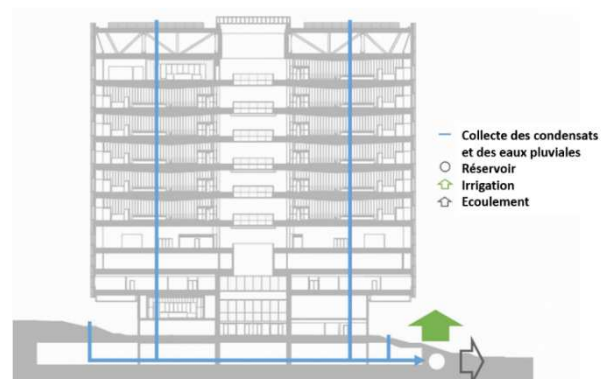 Collecte des condensats
et des eaux pluviales
Réservoir
Irrigation
Ecoulement